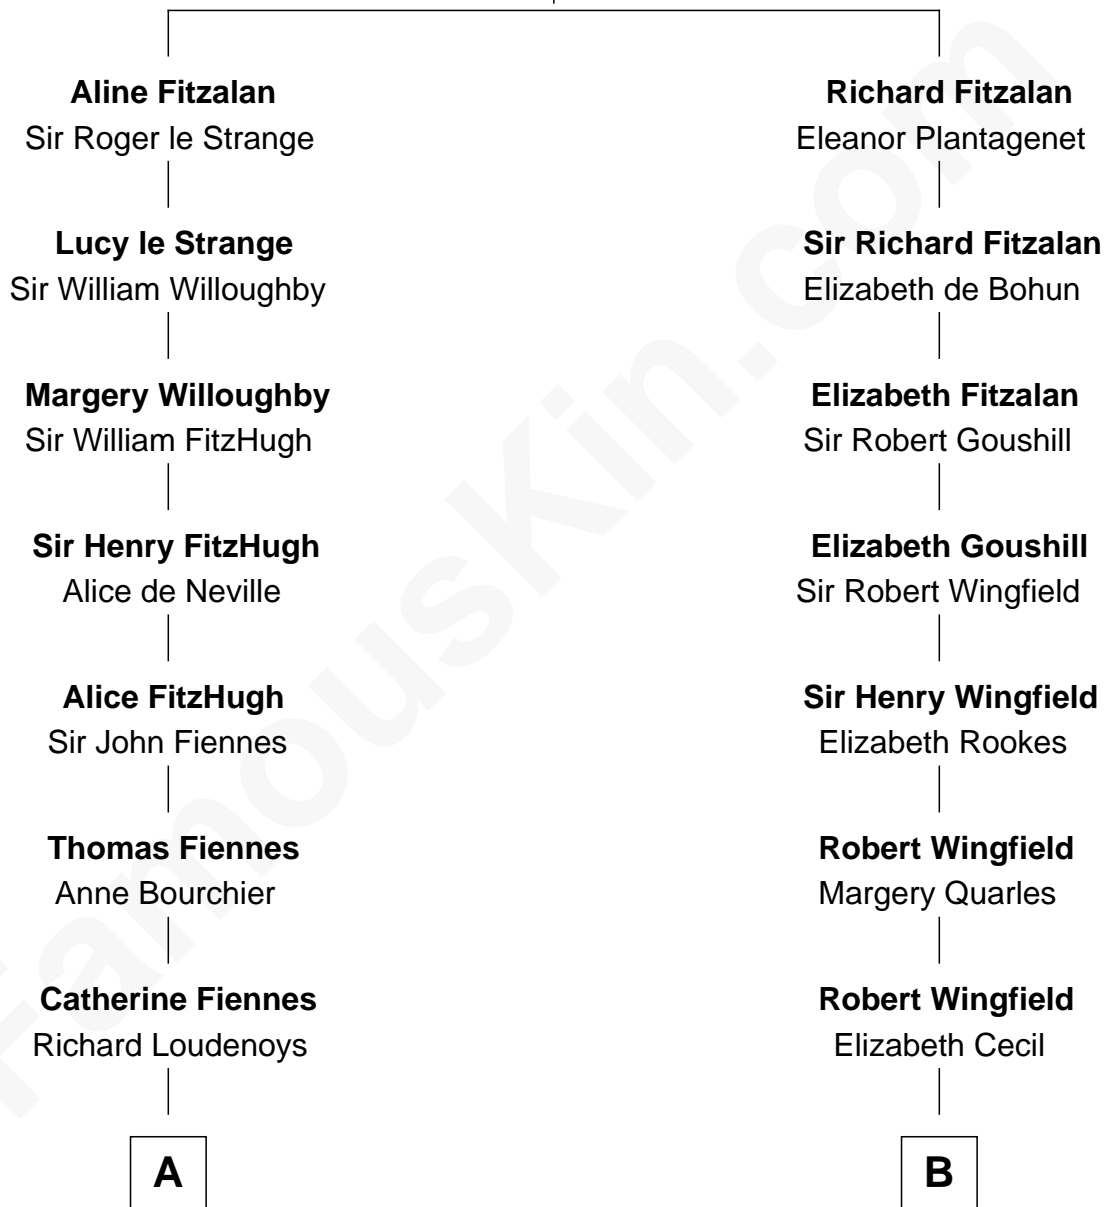 Aline Fitzalan
Sir Roger le Strange
Richard Fitzalan
Eleanor Plantagenet
Lucy le Strange
Sir William Willoughby
Sir Richard Fitzalan
Elizabeth de Bohun
Margery Willoughby
Sir William FitzHugh
Elizabeth Fitzalan
Sir Robert Goushill
Sir Henry FitzHugh
Alice de Neville
Elizabeth Goushill
Sir Robert Wingfield
Alice FitzHugh
Sir John Fiennes
Sir Henry Wingfield
Elizabeth Rookes
Thomas Fiennes
Anne Bourchier
Robert Wingfield
Margery Quarles
Catherine Fiennes
Richard Loudenoys
Robert Wingfield
Elizabeth Cecil
A
B
FamousKin.com